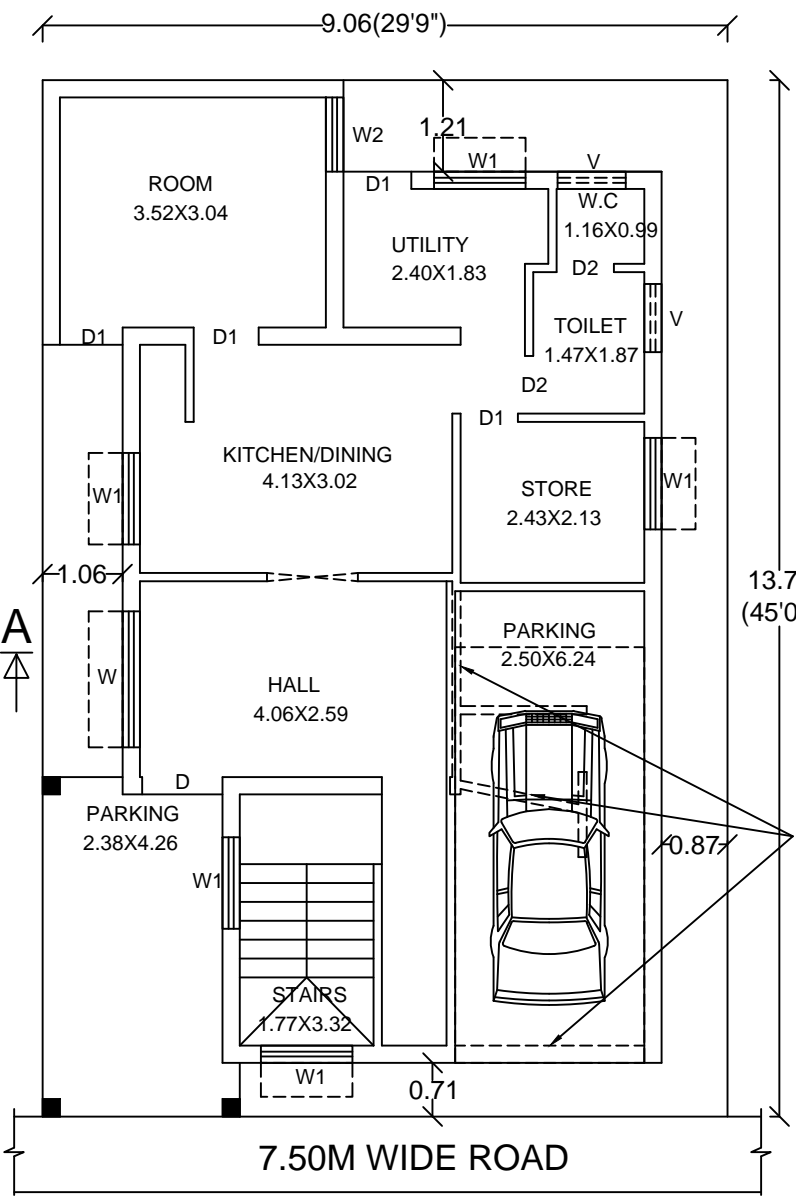 9.06(29'9")
1.21
W2
W1
V
D1
W.C
1.16X0.99
ROOM
3.52X3.04
UTILITY
2.40X1.83
D2
TOILET
1.47X1.87
V
D1
D1
D2
D1
KITCHEN/DINING
4.13X3.02
W1
STORE
2.43X2.13
W1
1.06
13.7
(45'0
A
PARKING
2.50X6.24
W
HALL
4.06X2.59
D
PARKING
2.38X4.26
0.87
W1
STAIRS
1.77X3.32
W1
0.71
7.50M WIDE ROAD